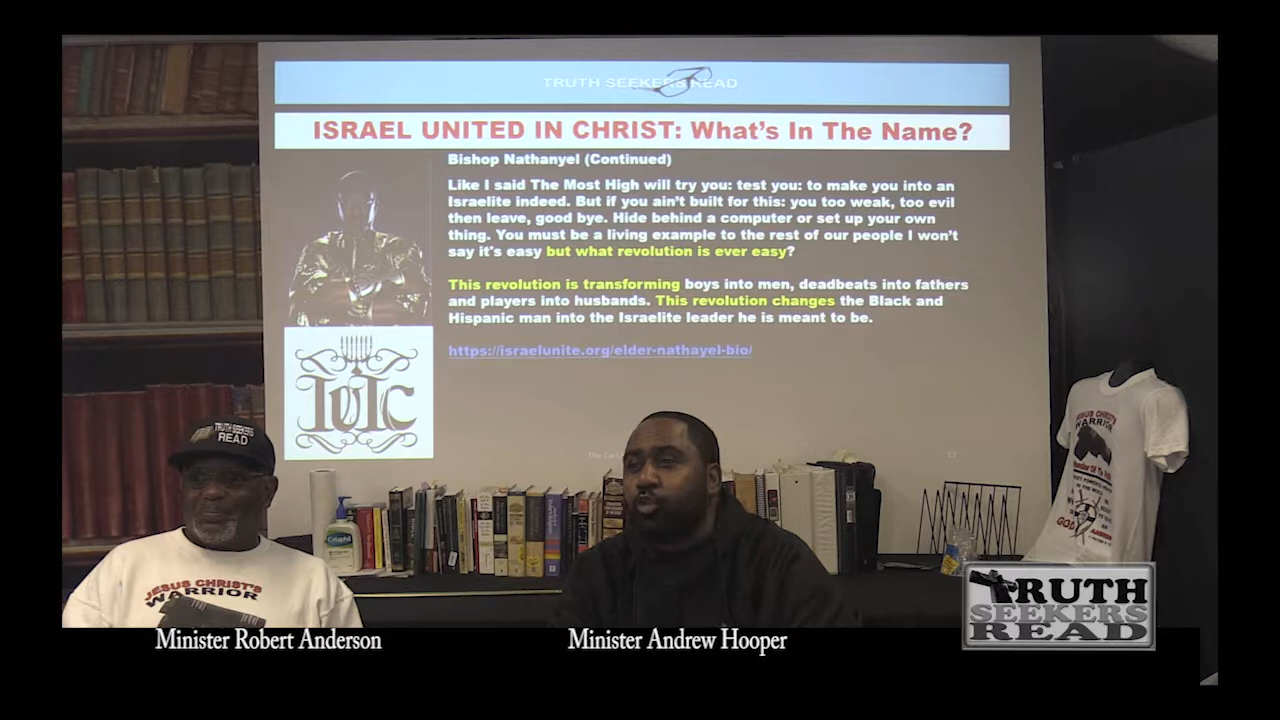 TRUTH SEEKERS READ
ISRAEL UNITED IN CHRIST: What's In The Name?
Bishop Nathanyel (Continued)
Like I said The Most High will try you: test you: to make you into an
Israelite indeed. But if you ain't built for this: you too weak, too evil
then leave, good bye. Hide behind a computer or set up your own
thing. You must be a living example to the rest of our people I won't
say it's easy but what revolution is ever easy?
This revolution is transforming boys into men, deadbeats into fathers
and players into husbands. This revolution changes the Black and
Hispanic man into the Israelite leader he is meant to be.
https://israelunite.org/elder-nathayel-bio/
IUIC
TRUTH SEEKERS
READ
Cetaphil
JESUS CHRIST'S
WARRIOR
JESUS CHRIST'S
WARRIOR
GOD
Minister Robert Anderson
Minister Andrew Hooper
TRUTH
SEEKERS
READ